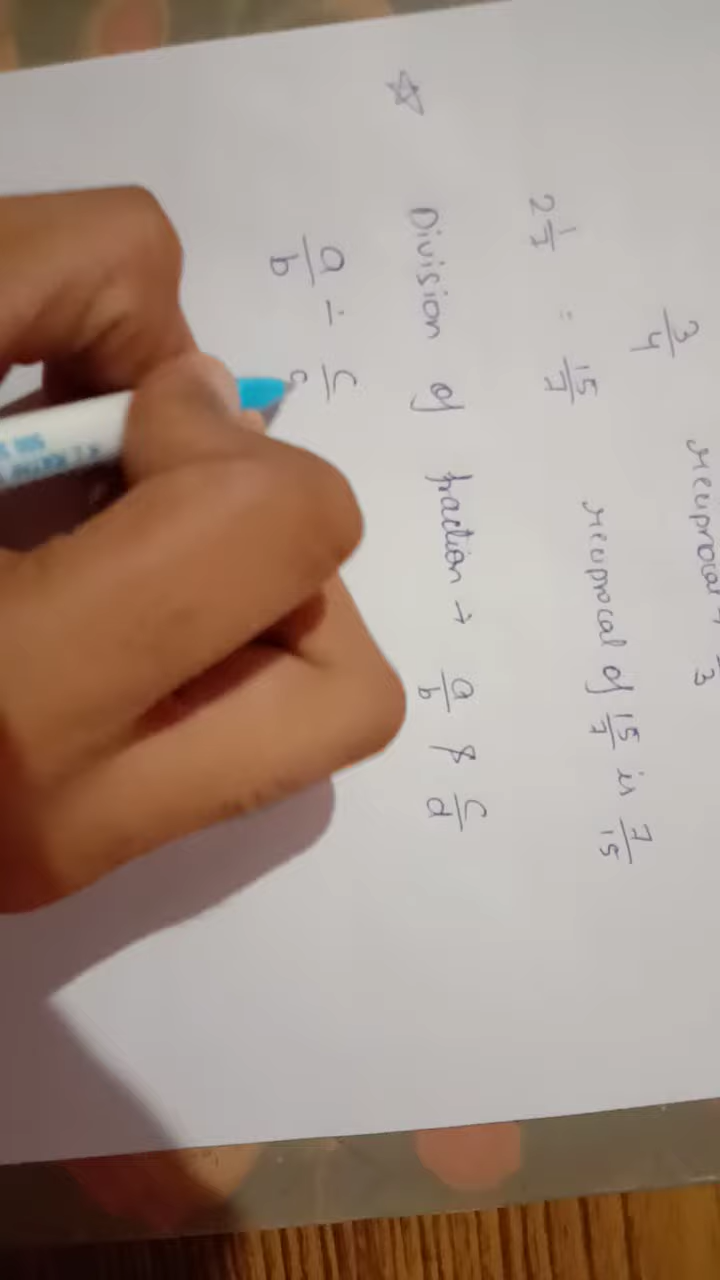 3/4 reciprocal → /3
2 1/7 = 15/7 reciprocal of 15/7 is 7/15
☆ Division of fraction → a/b & c/d
a/b ÷ c/